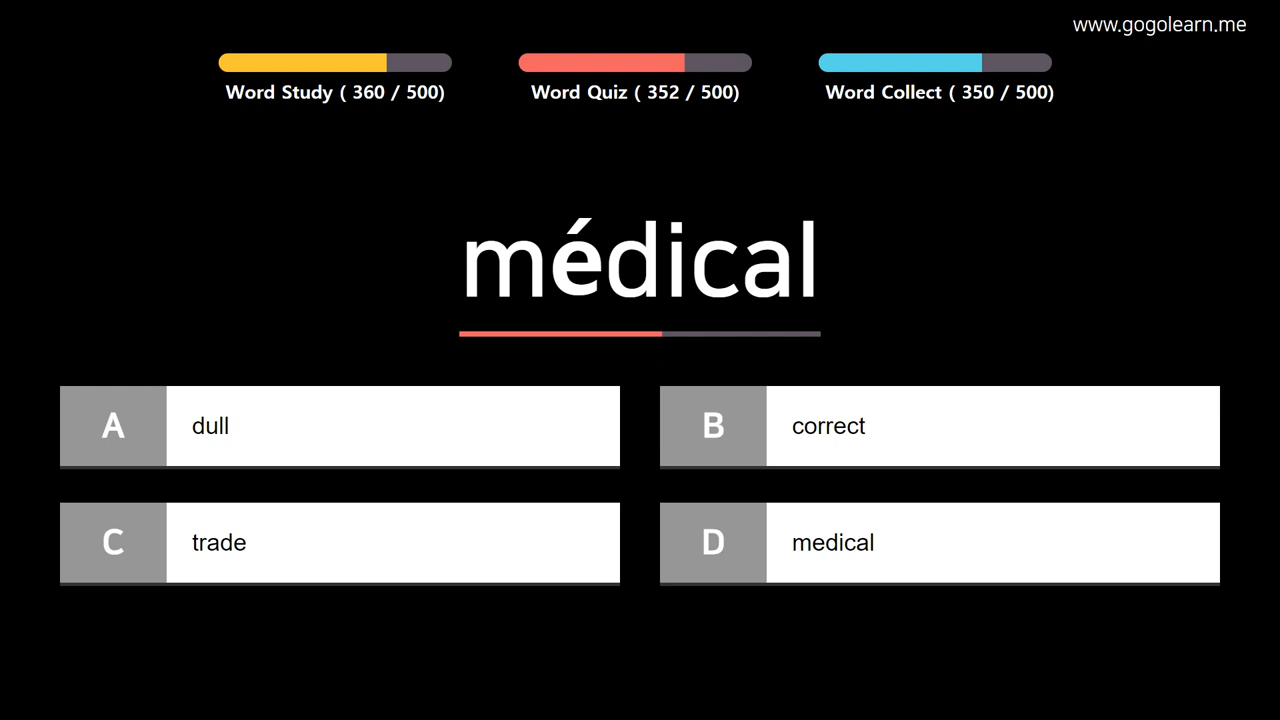 www.gogolearn.me
Word Study ( 360 / 500)
Word Quiz ( 352 / 500)
Word Collect ( 350 / 500)
médical
A dull
B correct
C trade
D medical